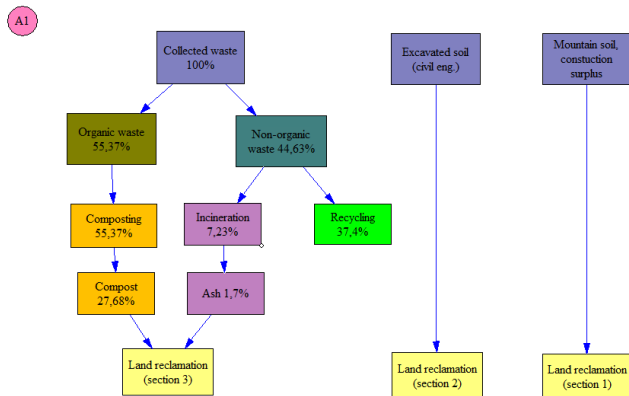 A1
Collected waste
100%
Excavated soil
(civil eng.)
Mountain soil,
constuction
surplus
Organic waste
55,37%
Non-organic
waste 44,63%
Composting
55,37%
Incineration
7,23%
Recycling
37,4%
Compost
27,68%
Ash 1,7%
Land reclamation
(section 3)
Land reclamation
(section 2)
Land reclamation
(section 1)